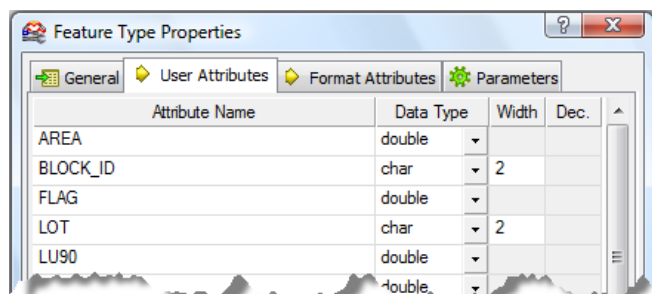 Feature Type Properties
General User Attributes Format Attributes Parameters
Attribute Name Data Type Width Dec.
AREA double
BLOCK_ID char 2
FLAG double
LOT char 2
LU90 double
double